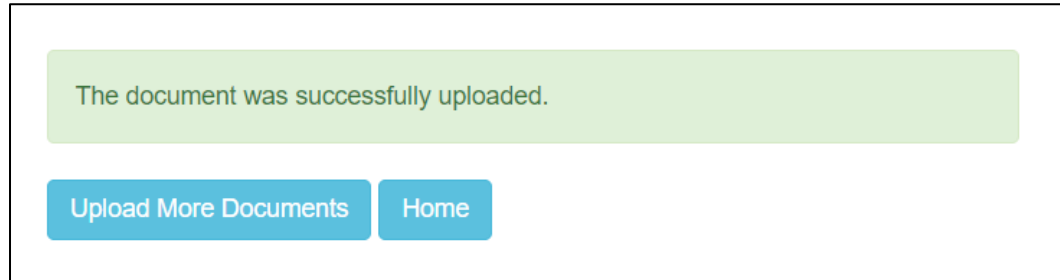 The document was successfully uploaded.
Upload More Documents Home